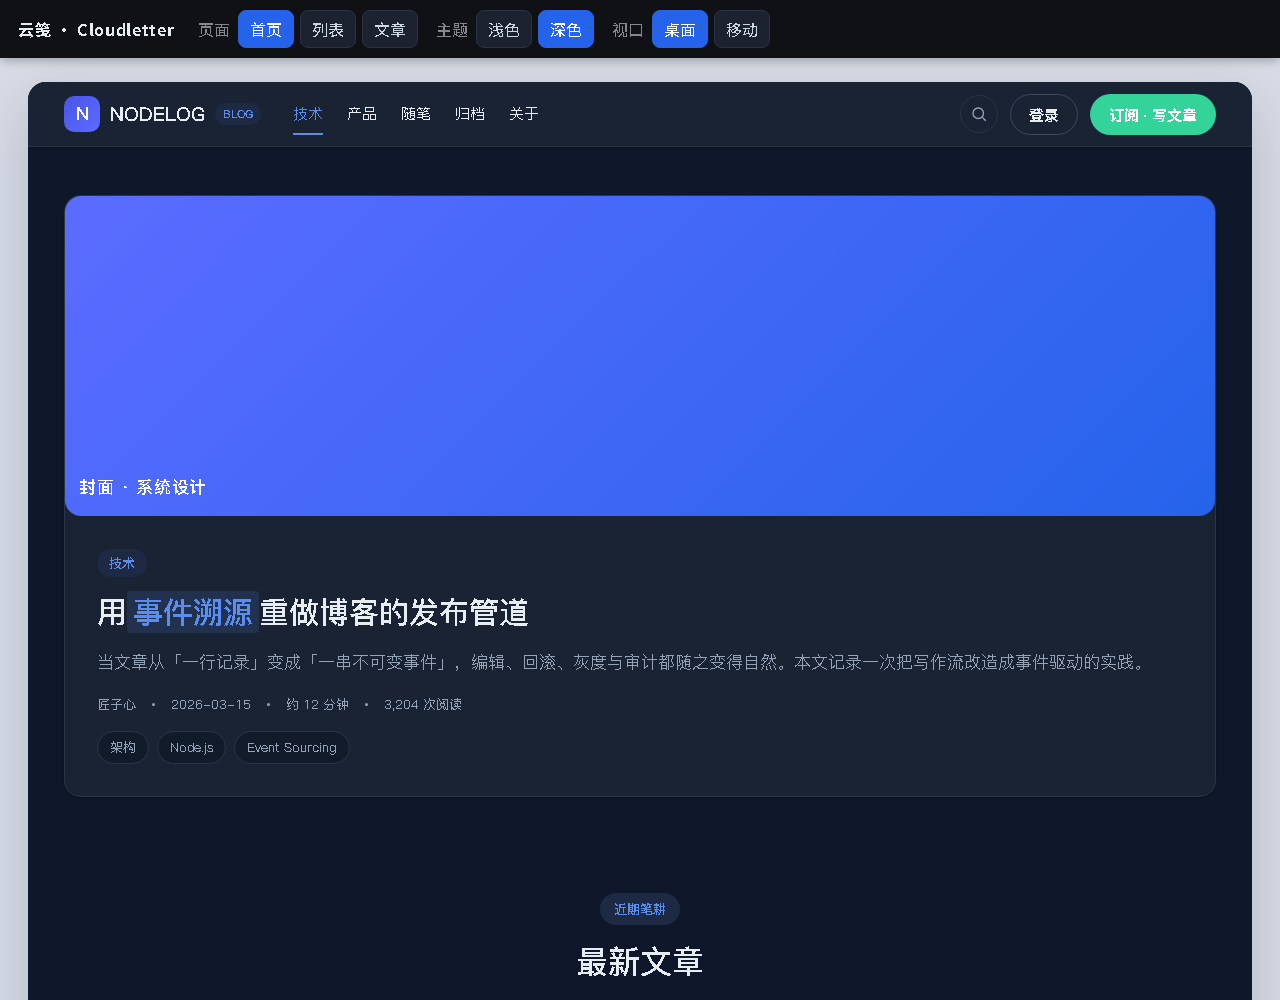 云笺 · Cloudletter 页面 首页 列表 文章 主题 浅色 深色 视口 桌面 移动
N NODELOG BLOG 技术 产品 随笔 归档 关于 登录 订阅 · 写文章
封面 · 系统设计
技术
用事件溯源重做博客的发布管道
当文章从「一行记录」变成「一串不可变事件」，编辑、回滚、灰度与审计都随之变得自然。本文记录一次把写作流改造成事件驱动的实践。
匠子心 • 2026-03-15 • 约 12 分钟 • 3,204 次阅读
架构 Node.js Event Sourcing
近期笔耕
最新文章